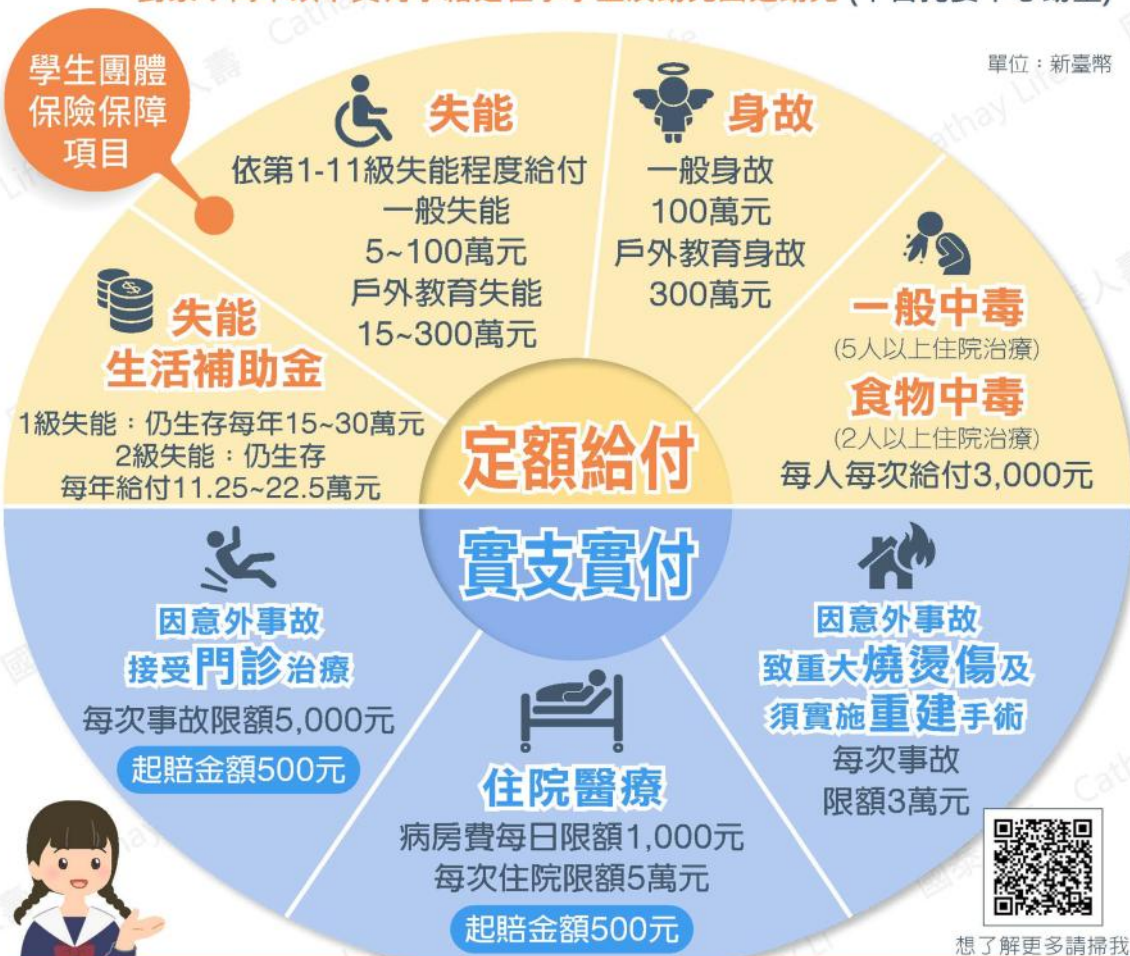 單位：新臺幣
學生團體
保險保障
項目
失能
依第1-11級失能程度給付
一般失能
5~100萬元
戶外教育失能
15~300萬元
身故
一般身故
100萬元
戶外教育身故
300萬元
失能
生活補助金
1級失能：仍生存每年15~30萬元
2級失能：仍生存
每年給付11.25~22.5萬元
一般中毒
(5人以上住院治療)
食物中毒
(2人以上住院治療)
每人每次給付3,000元
定額給付
實支實付
因意外事故
接受門診治療
每次事故限額5,000元
起賠金額500元
住院醫療
病房費每日限額1,000元
每次住院限額5萬元
起賠金額500元
因意外事故
致重大燒燙傷及
須實施重建手術
每次事故
限額3萬元
想了解更多請掃我